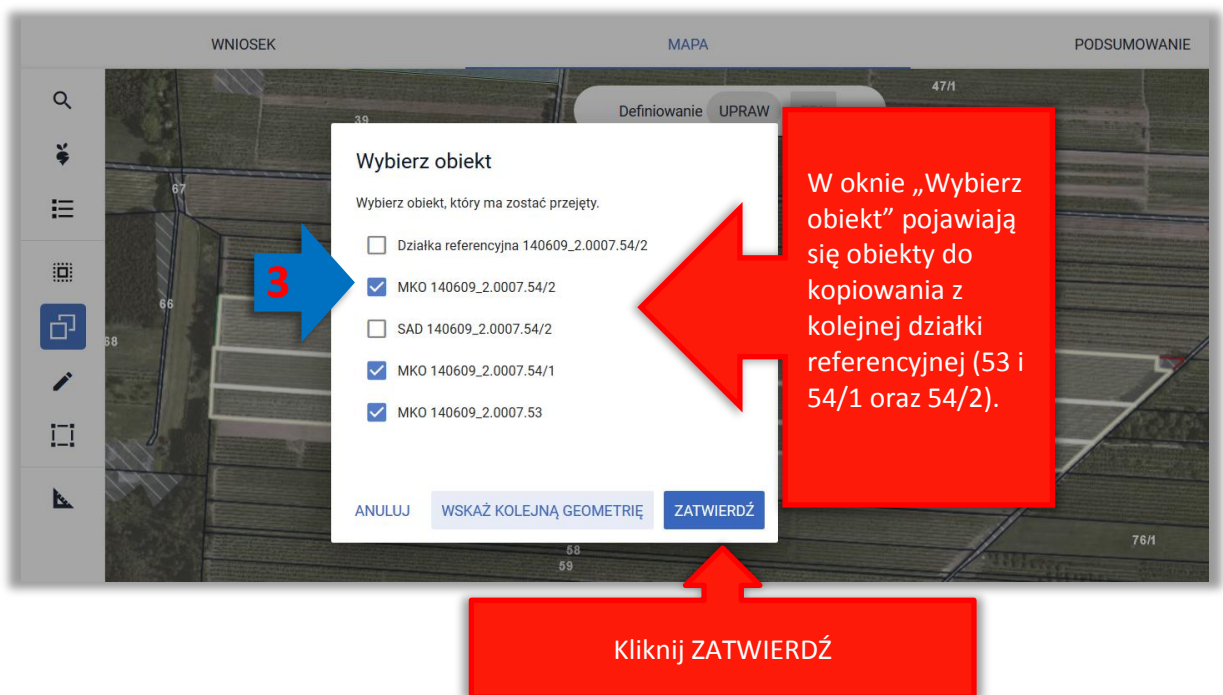 WNIOSEK
MAPA
PODSUMOWANIE
47/1
Definiowanie UPRAW
39
Wybierz obiekt
Wybierz obiekt, który ma zostać przejęty.
67
Działka referencyjna 140609_2.0007.54/2
3
MKO 140609_2.0007.54/2
66
SAD 140609_2.0007.54/2
68
MKO 140609_2.0007.54/1
MKO 140609_2.0007.53
ANULUJ
WSKAŻ KOLEJNĄ GEOMETRIĘ
ZATWIERDŹ
W oknie „Wybierz
obiekt” pojawiają
się obiekty do
kopiowania z
kolejnej działki
referencyjnej (53 i
54/1 oraz 54/2).
76/1
58
59
Kliknij ZATWIERDŹ